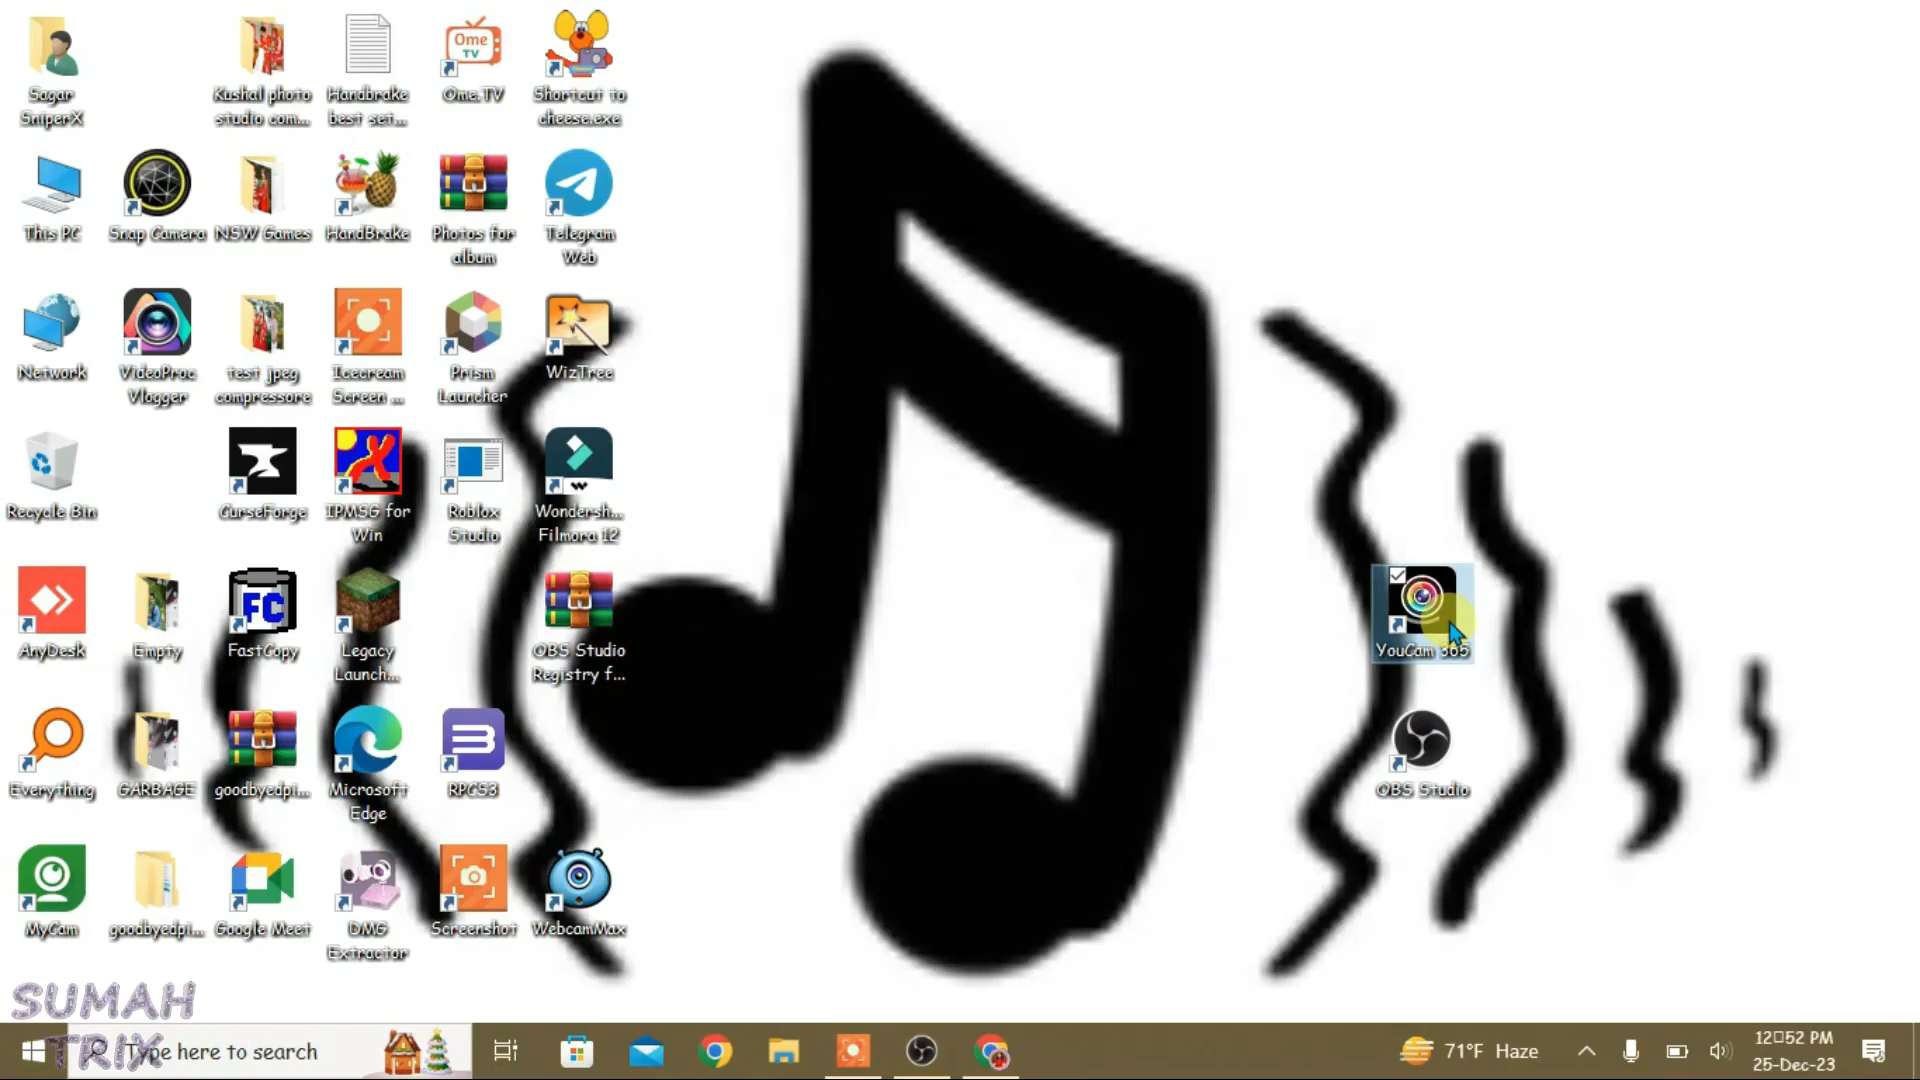 Sagar
SniperX
Kushal photo
studio com...
Handbrake
best set...
Ome
TV
Ome.TV
Shortcut to
cheese.exe
This PC
Snap Camera
NSW Games
HandBrake
Photos for
album
Telegram
Web
Network
VideoProc
Vlogger
test jpeg
compressore
Icecream
Screen ...
Prism
Launcher
WizTree
Recycle Bin
CurseForge
IPMSG for
Win
Roblox
Studio
Wondersh...
Filmora 12
AnyDesk
Empty
FC
FastCopy
Legacy
Launch...
OBS Studio
Registry f...
YouCam 365
Everything
GARBAGE
goodbyedpi...
Microsoft
Edge
RPCS3
OBS Studio
MyCam
goodbyedpi...
Google Meet
DMG
Extractor
Screenshot
WebcamMax
SUMAH
TRIX
Type here to search
71°F Haze
12□52 PM
25-Dec-23